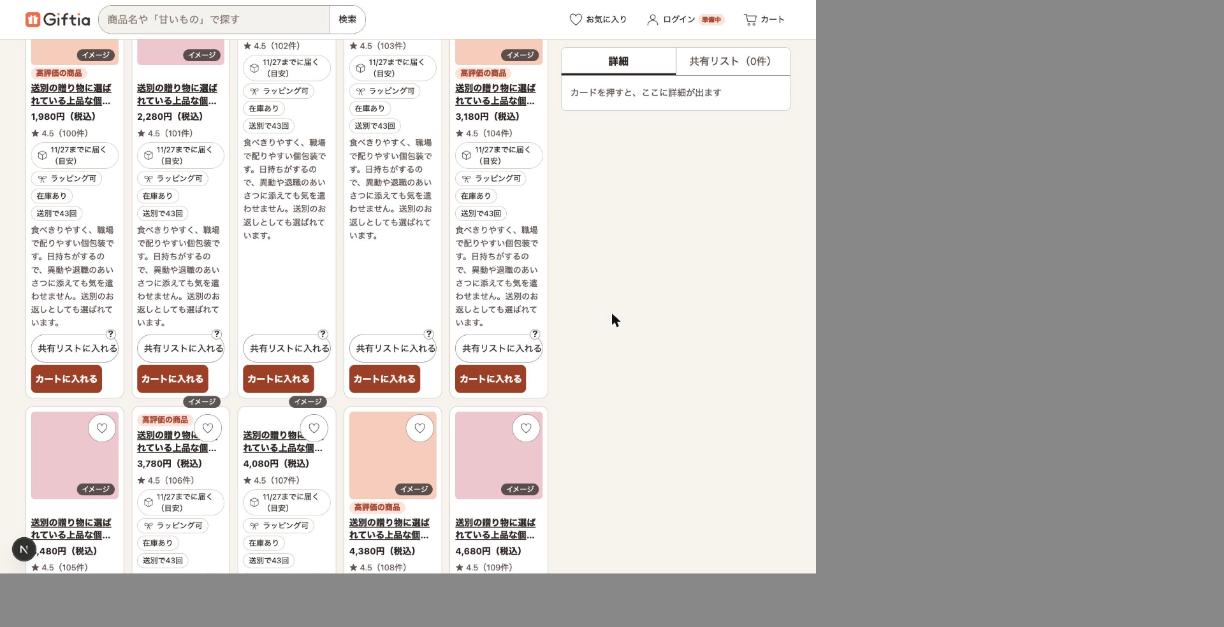 Giftia
商品名や「甘いもの」で探す
検索
お気に入り
ログイン
準備中
カート
イメージ
高評価の商品
送別の贈り物に選ば
れている上品な個...
1,980円（税込）
★ 4.5（100件）
11/27までに届く
（目安）
ラッピング可
在庫あり
送別で43回
食べきりやすく、職場
で配りやすい個包装で
す。日持ちがするの
で、異動や退職のあい
さつに添えても気を遣
わせません。送別のお
返しとしても選ばれて
います。
?
共有リストに入れる
カートに入れる
イメージ
送別の贈り物に選ば
れている上品な個...
2,280円（税込）
★ 4.5（101件）
11/27までに届く
（目安）
ラッピング可
在庫あり
送別で43回
食べきりやすく、職場
で配りやすい個包装で
す。日持ちがするの
で、異動や退職のあい
さつに添えても気を遣
わせません。送別のお
返しとしても選ばれて
います。
?
共有リストに入れる
カートに入れる
★ 4.5（102件）
11/27までに届く
（目安）
ラッピング可
在庫あり
送別で43回
食べきりやすく、職場
で配りやすい個包装で
す。日持ちがするの
で、異動や退職のあい
さつに添えても気を遣
わせません。送別のお
返しとしても選ばれて
います。
?
共有リストに入れる
カートに入れる
★ 4.5（103件）
11/27までに届く
（目安）
ラッピング可
在庫あり
送別で43回
食べきりやすく、職場
で配りやすい個包装で
す。日持ちがするの
で、異動や退職のあい
さつに添えても気を遣
わせません。送別のお
返しとしても選ばれて
います。
?
共有リストに入れる
カートに入れる
イメージ
高評価の商品
送別の贈り物に選ば
れている上品な個...
3,180円（税込）
★ 4.5（104件）
11/27までに届く
（目安）
ラッピング可
在庫あり
送別で43回
食べきりやすく、職場
で配りやすい個包装で
す。日持ちがするの
で、異動や退職のあい
さつに添えても気を遣
わせません。送別のお
返しとしても選ばれて
います。
?
共有リストに入れる
カートに入れる
詳細
共有リスト（0件）
カードを押すと、ここに詳細が出ます
イメージ
送別の贈り物に選ば
れている上品な個...
,480円（税込）
★ 4.5（105件）
N
イメージ
高評価の商品
送別の贈り物に
れている上品な個...
3,780円（税込）
★ 4.5（106件）
11/27までに届く
（目安）
ラッピング可
在庫あり
送別で43回
イメージ
送別の贈り物に
れている上品な個...
4,080円（税込）
★ 4.5（107件）
11/27までに届く
（目安）
ラッピング可
在庫あり
送別で43回
イメージ
高評価の商品
送別の贈り物に選ば
れている上品な個...
4,380円（税込）
★ 4.5（108件）
イメージ
送別の贈り物に選ば
れている上品な個...
4,680円（税込）
★ 4.5（109件）